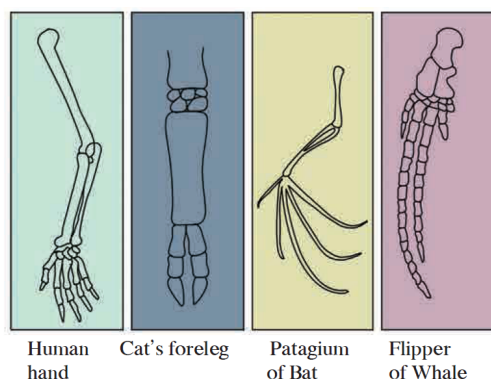 Human
hand
Cat's foreleg
Patagium
of Bat
Flipper
of Whale